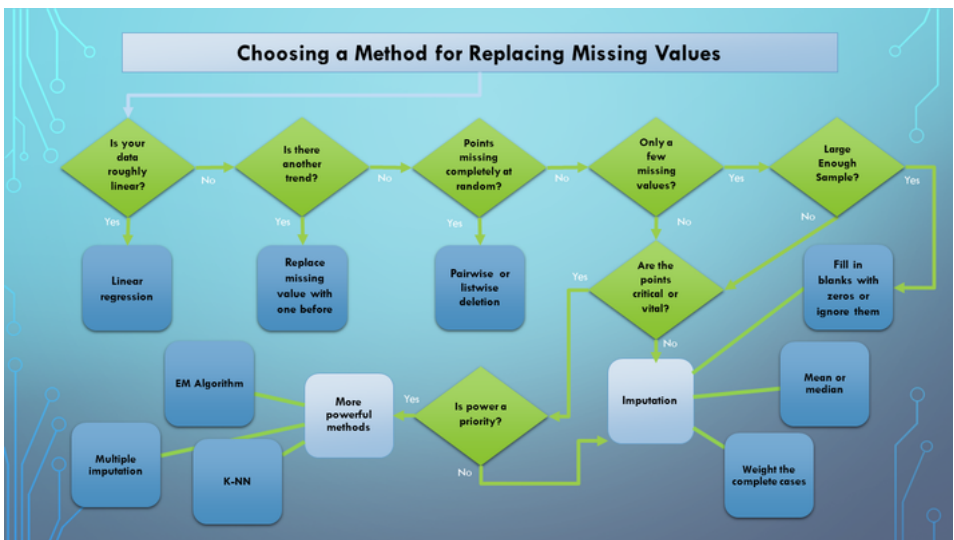 Choosing a Method for Replacing Missing Values
Is your
data
roughly
linear?
No
Yes
Is there
another
trend?
No
Yes
Points
missing
completely at
random?
No
Yes
Only a
few
missing
values?
Yes
No
Large
Enough
Sample?
Yes
No
Linear
regression
Replace
missing
value with
one before
Pairwise or
listwise
deletion
Are the
points
critical or
vital?
Yes
No
Fill in
blanks with
zeros or
ignore them
EM Algorithm
More
powerful
methods
Yes
Is power a
priority?
No
Imputation
Mean or
median
Multiple
imputation
K-NN
Weight the
complete cases